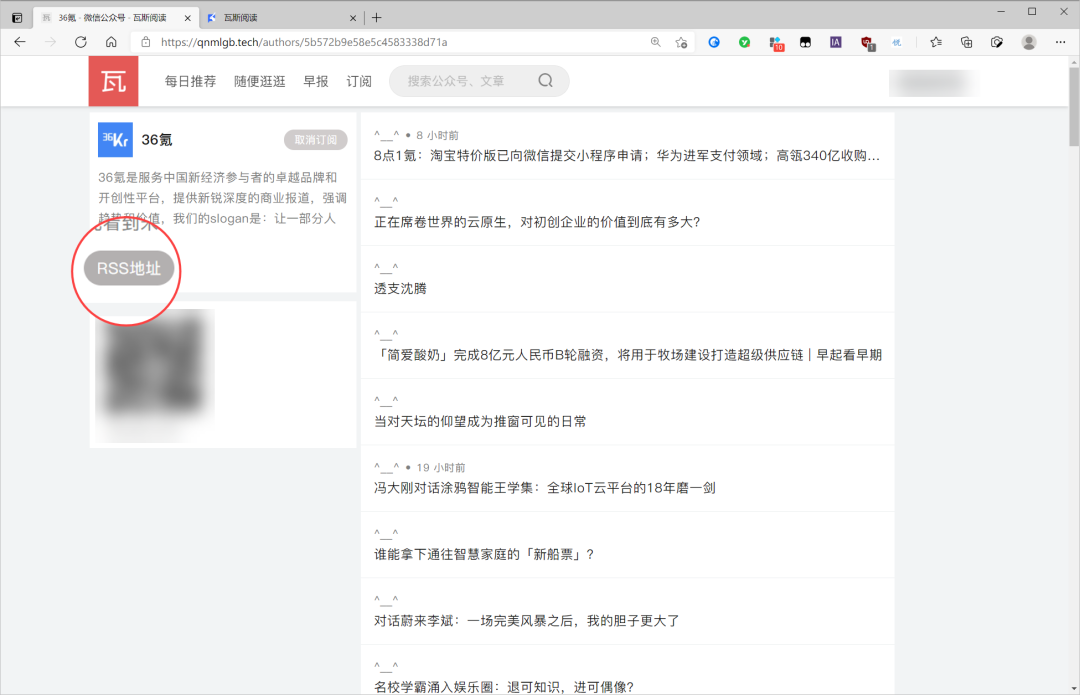 36氪 · 微信公众号 · 瓦斯阅读
瓦斯阅读
https://qnmlgb.tech/authors/5b572b9e58e5c4583338d71a
10
IA
1
瓦
每日推荐 随便逛逛 早报 订阅
搜索公众号、文章
36Kr
36氪
取消订阅
36氪是服务中国新经济参与者的卓越品牌和
开创性平台，提供新锐深度的商业报道，强调
趋势和价值，我们的slogan是：让一部分人
看到未
RSS地址
^__^ • 8 小时前
8点1氪：淘宝特价版已向微信提交小程序申请；华为进军支付领域；高瓴340亿收购...
^__^
正在席卷世界的云原生，对初创企业的价值到底有多大？
^__^
透支沈腾
^__^
「简爱酸奶」完成8亿元人民币B轮融资，将用于牧场建设打造超级供应链｜早起看早期
^__^
当对天坛的仰望成为推窗可见的日常
^__^ • 19 小时前
冯大刚对话涂鸦智能王学集：全球IoT云平台的18年磨一剑
^__^
谁能拿下通往智慧家庭的「新船票」？
^__^
对话蔚来李斌：一场完美风暴之后，我的胆子更大了
^__^
名校学霸涌入娱乐圈：退可知识，进可偶像？